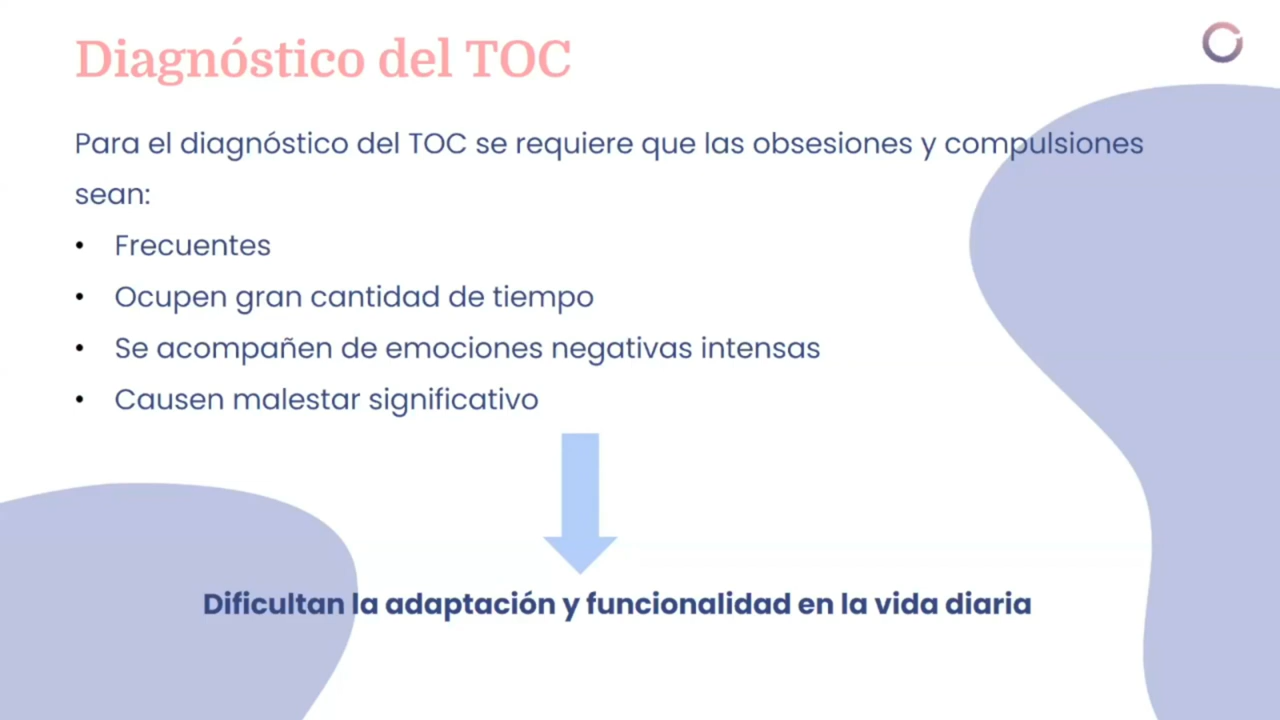 Diagnóstico del TOC
Para el diagnóstico del TOC se requiere que las obsesiones y compulsiones
sean:
• Frecuentes
• Ocupen gran cantidad de tiempo
• Se acompañen de emociones negativas intensas
• Causen malestar significativo
Dificultan la adaptación y funcionalidad en la vida diaria